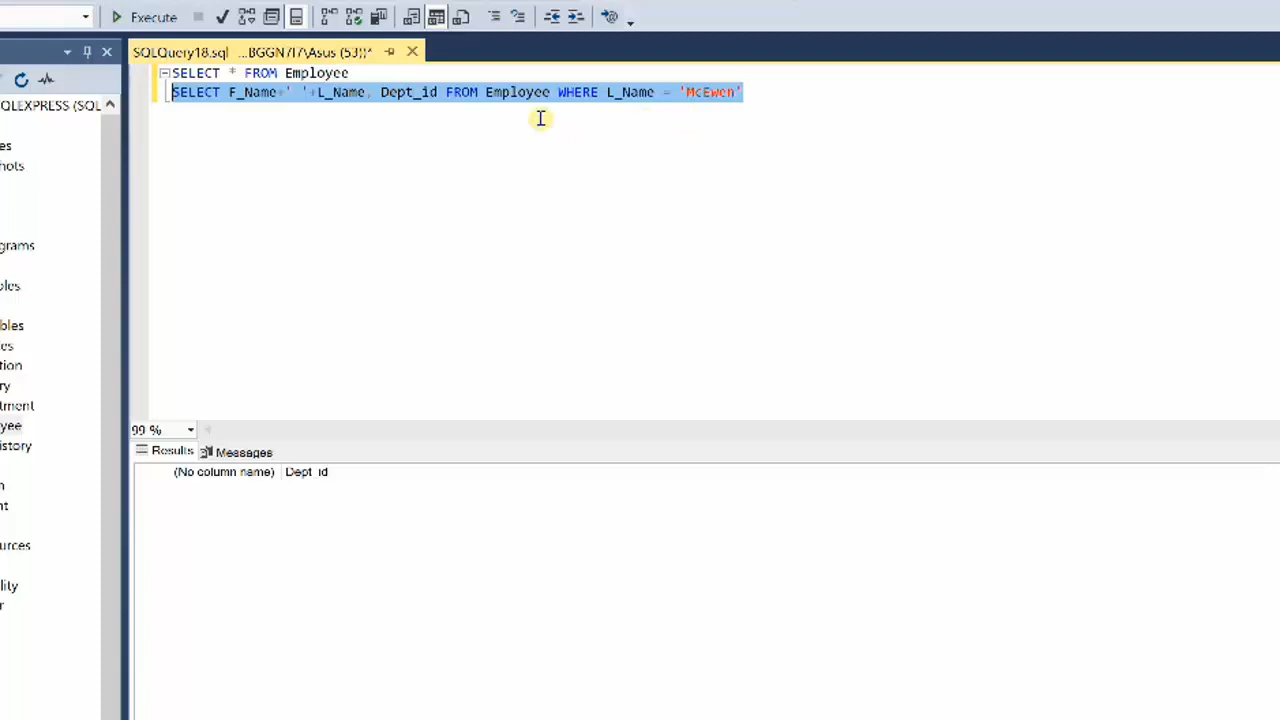 Execute
SQLQuery18.sql ...BGGN7I7\Asus (53))*
SELECT * FROM Employee
SELECT F_Name+' '+L_Name, Dept_id FROM Employee WHERE L_Name = 'McEwen'
QLEXPRESS (SQL
es
hots
grams
bles
bles
es
tion
ry
tment
yee
istory
n
nt
urces
lity
r
99 %
Results Messages
(No column name) Dept_id